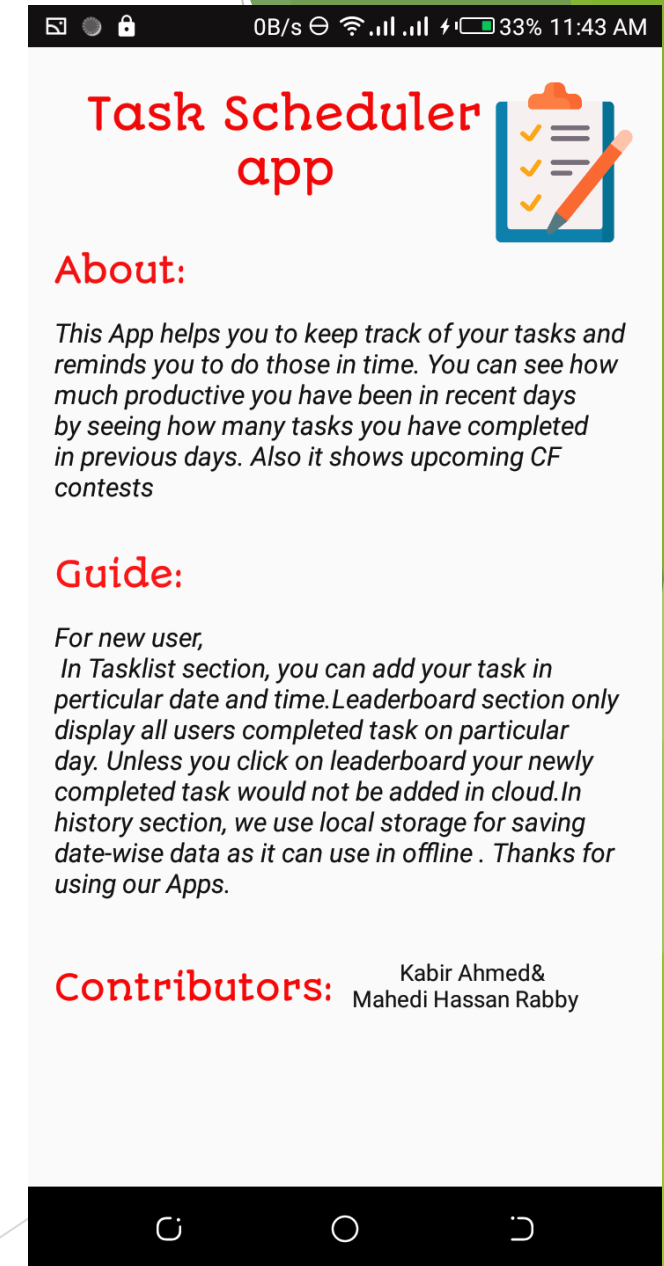 0B/s 33% 11:43 AM
Task Scheduler
app
About:
This App helps you to keep track of your tasks and
reminds you to do those in time. You can see how
much productive you have been in recent days
by seeing how many tasks you have completed
in previous days. Also it shows upcoming CF
contests
Guide:
For new user,
In Tasklist section, you can add your task in
perticular date and time.Leaderboard section only
display all users completed task on particular
day. Unless you click on leaderboard your newly
completed task would not be added in cloud.In
history section, we use local storage for saving
date-wise data as it can use in offline . Thanks for
using our Apps.
Contributors:
Kabir Ahmed&
Mahedi Hassan Rabby